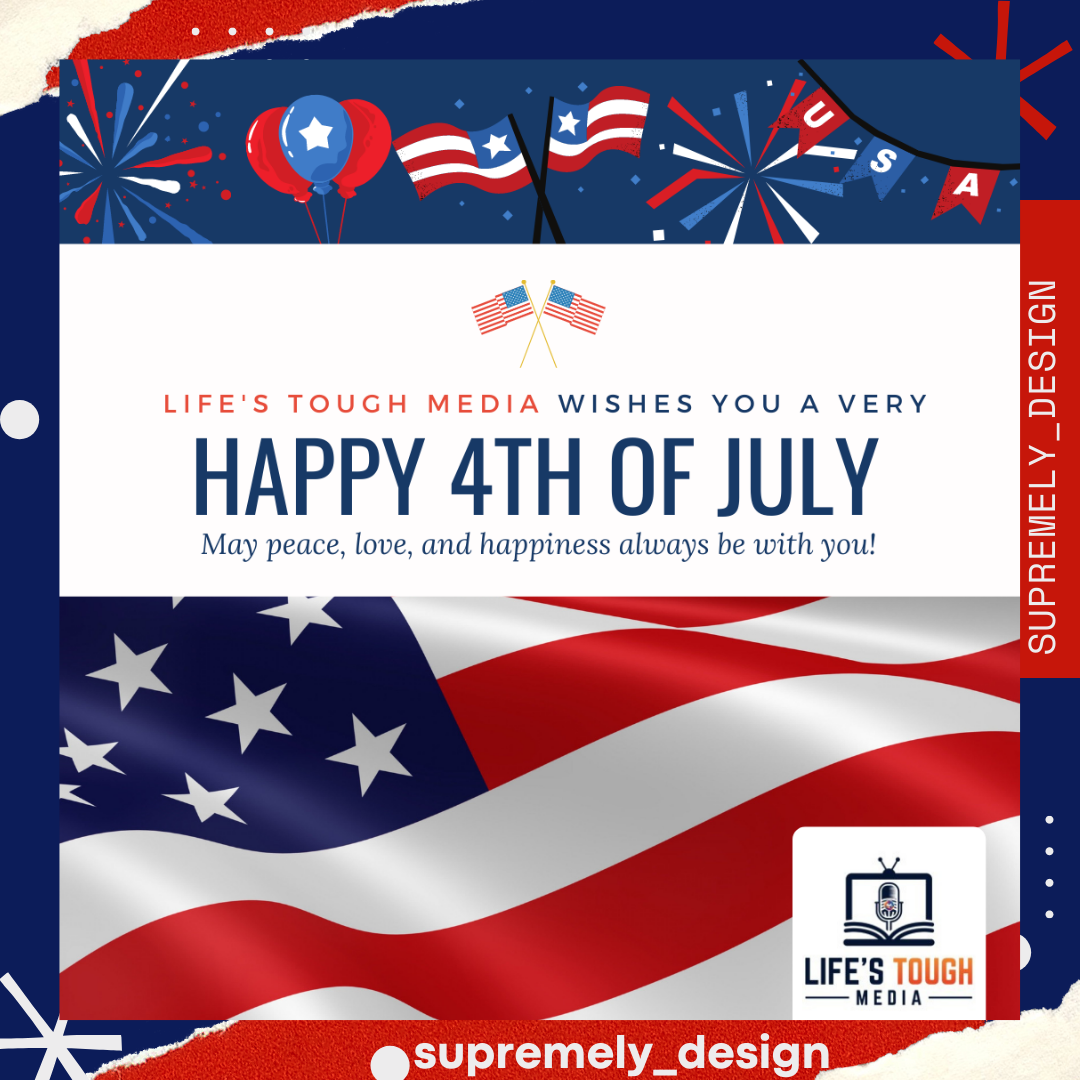 USA
LIFE'S TOUGH MEDIA WISHES YOU A VERY
HAPPY 4TH OF JULY
May peace, love, and happiness always be with you!
SUPREMELY_DESIGN
LIFE'S TOUGH
MEDIA
supremely_design